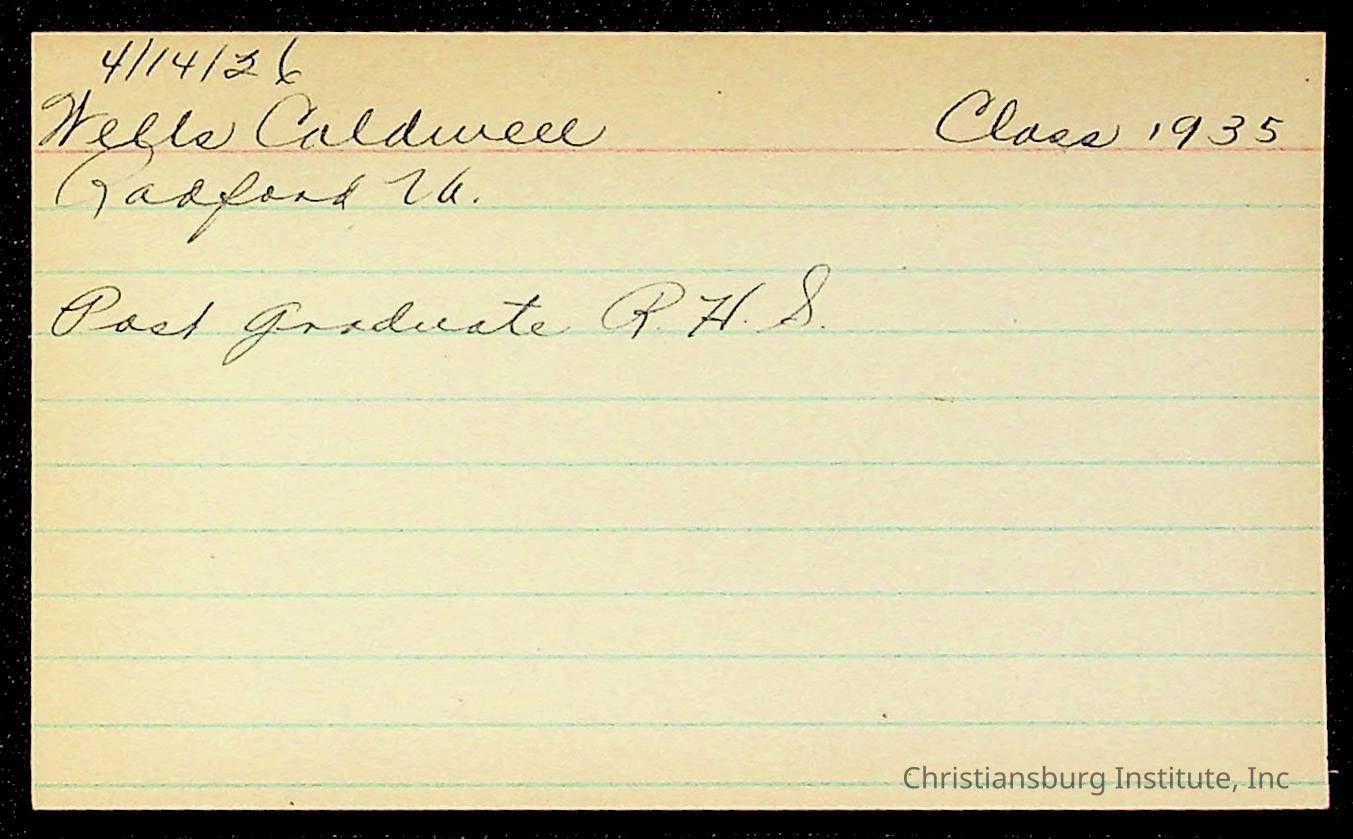 4/14/36
Wells Caldwell Class 1935
Radford Va.
Post Graduate R. H. S.
Christiansburg Institute, Inc